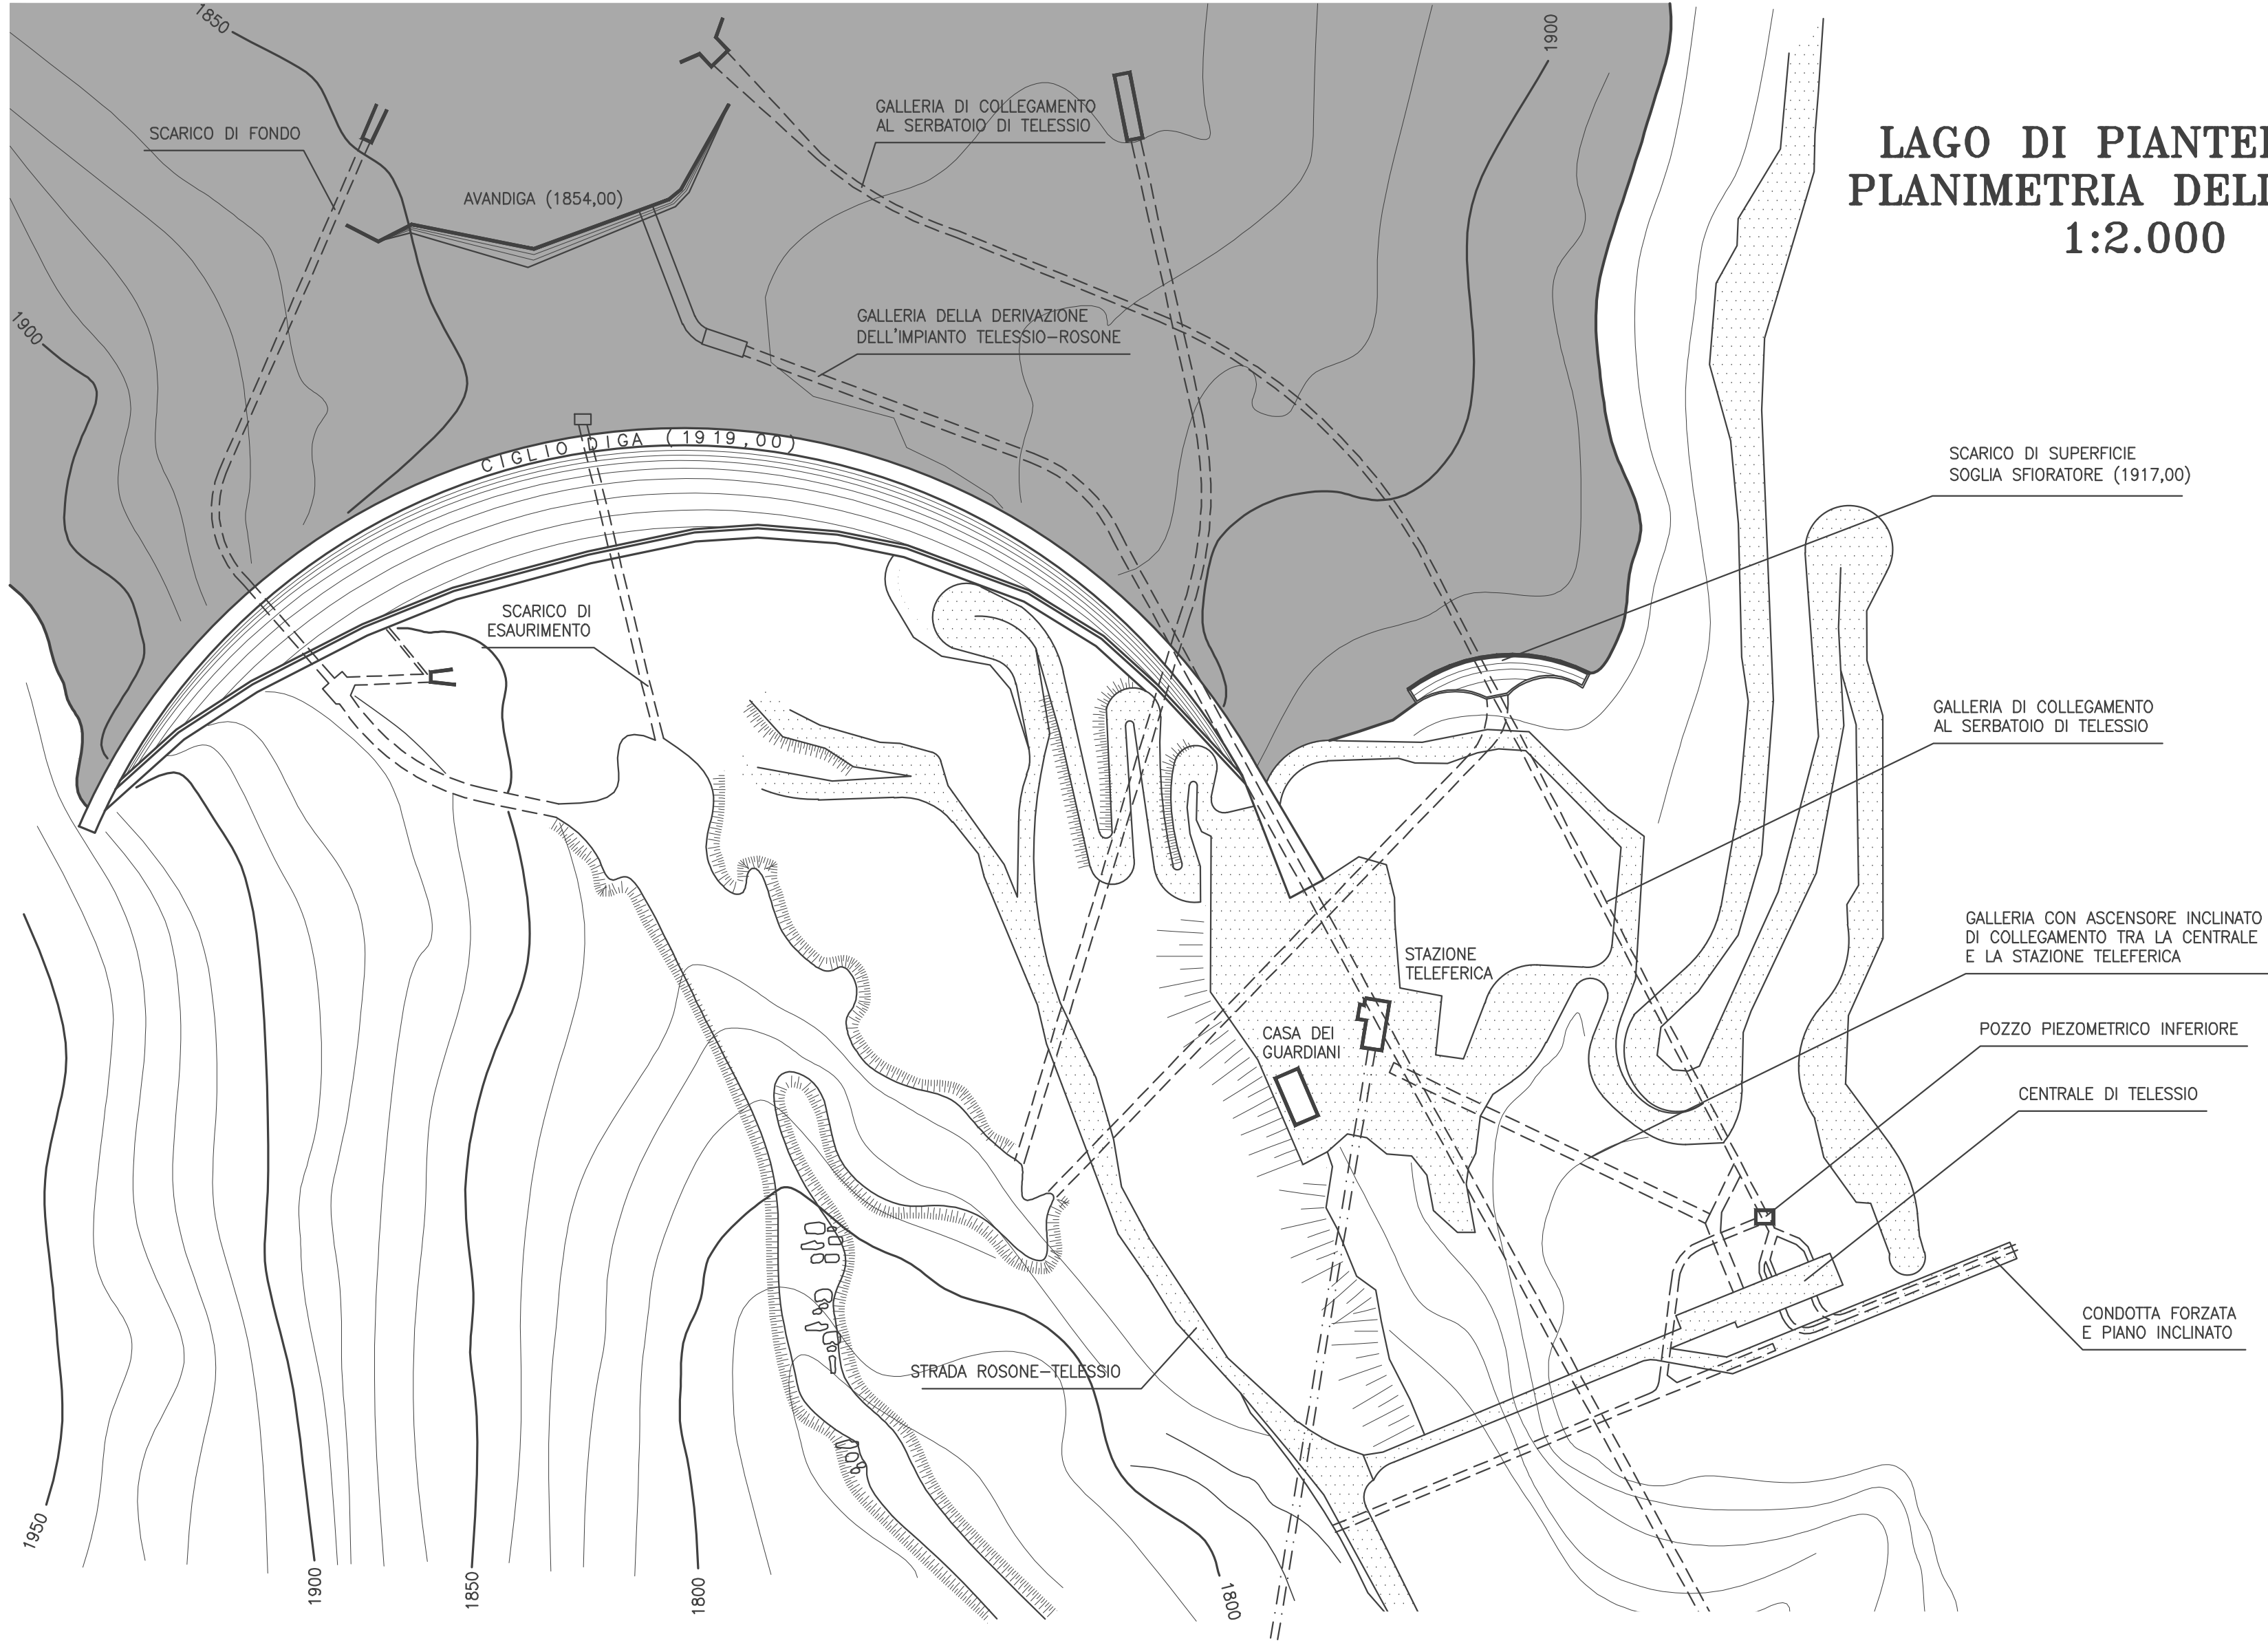 1850
1900
SCARICO DI FONDO
AVANDIGA (1854,00)
GALLERIA DI COLLEGAMENTO
AL SERBATOIO DI TELESSIO
LAGO DI PIANTE
PLANIMETRIA DELL
1:2.000
1900
GALLERIA DELLA DERIVAZIONE
DELL'IMPIANTO TELESSIO-ROSONE
CIGLIO DIGA (1919,00)
SCARICO DI SUPERFICIE
SOGLIA SFIORATORE (1917,00)
SCARICO DI
ESAURIMENTO
GALLERIA DI COLLEGAMENTO
AL SERBATOIO DI TELESSIO
GALLERIA CON ASCENSORE INCLINATO
DI COLLEGAMENTO TRA LA CENTRALE
E LA STAZIONE TELEFERICA
STAZIONE
TELEFERICA
CASA DEI
GUARDIANI
POZZO PIEZOMETRICO INFERIORE
CENTRALE DI TELESSIO
CONDOTTA FORZATA
E PIANO INCLINATO
STRADA ROSONE-TELESSIO
1950
1900
1850
1800
1800